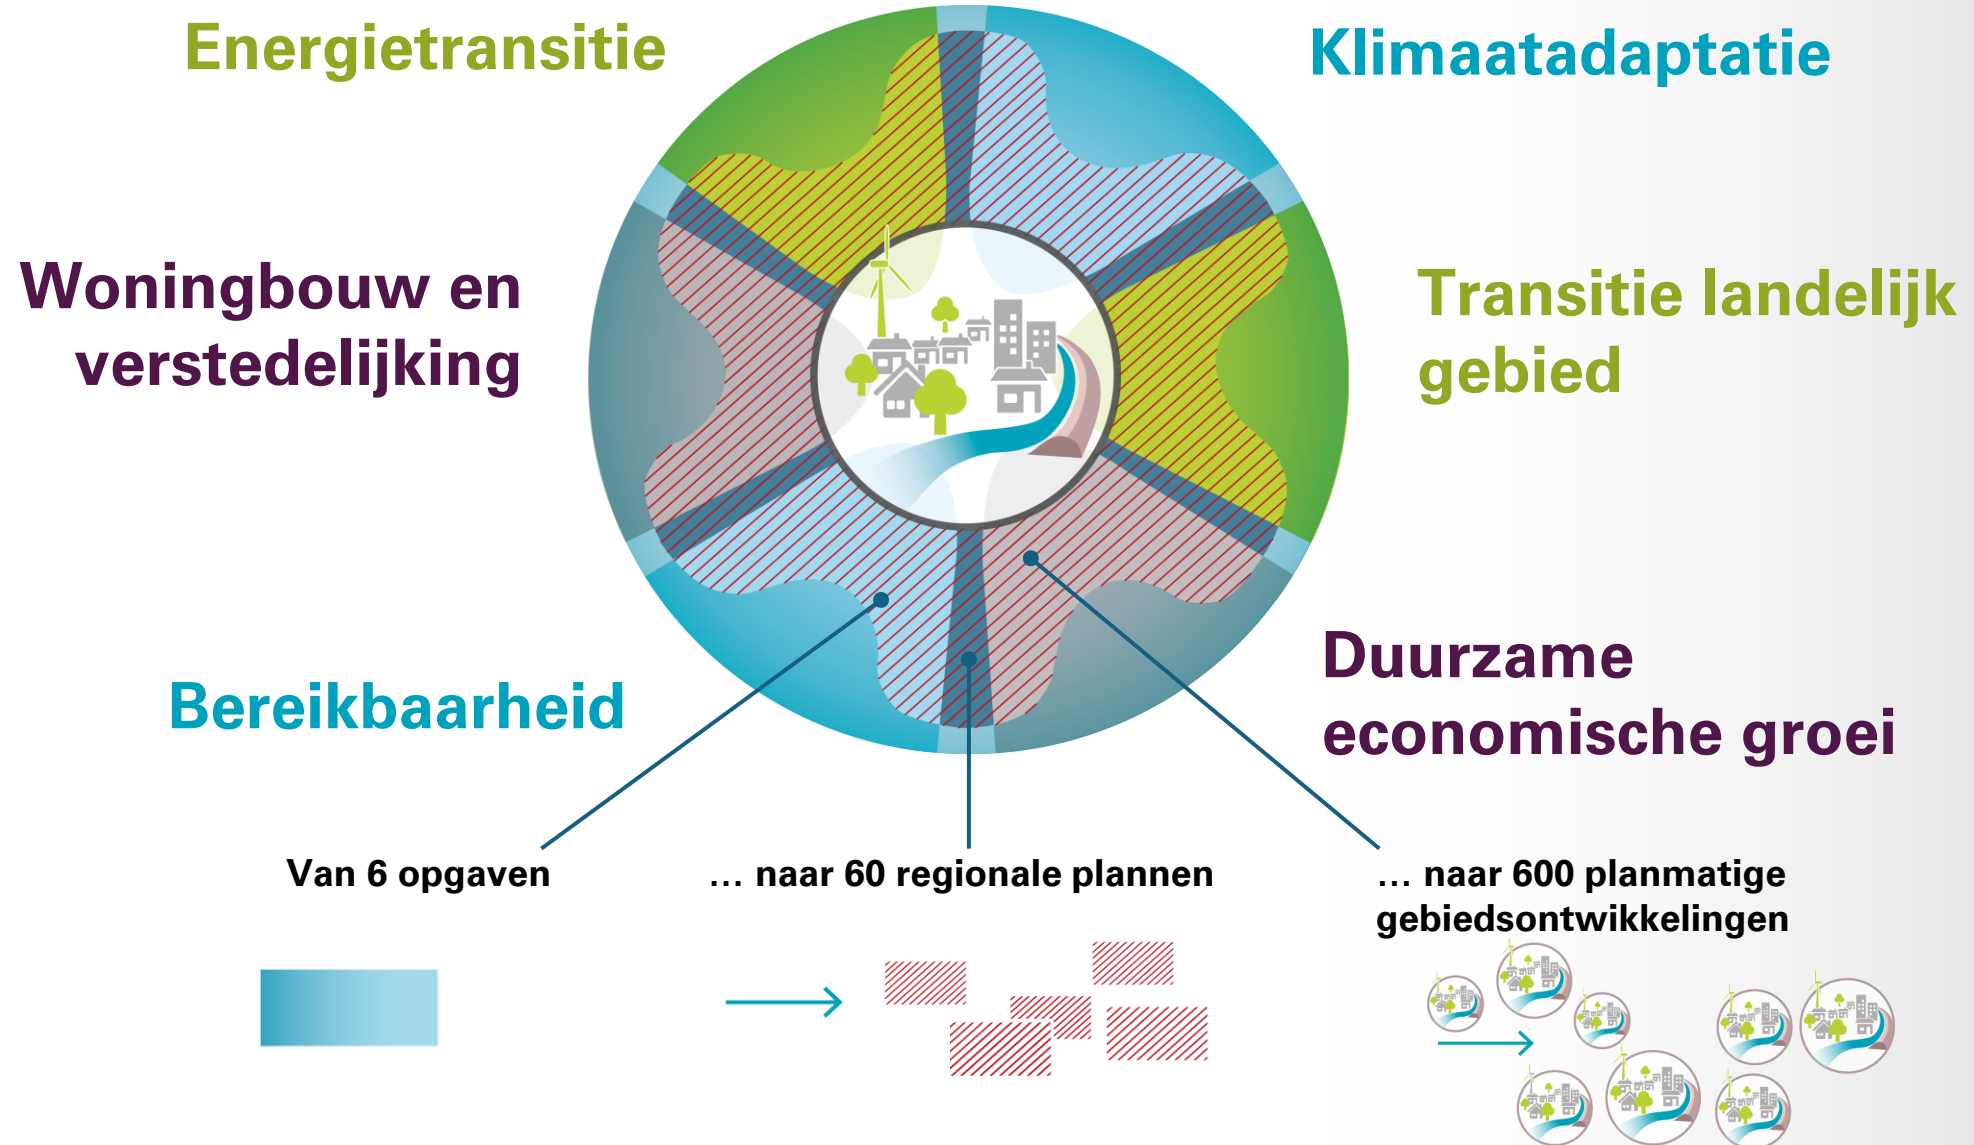 Energietransitie
Klimaatadaptatie
Woningbouw en
verstedelijking
Transitie landelijk
gebied
Bereikbaarheid
Duurzame
economische groei
Van 6 opgaven
... naar 60 regionale plannen
... naar 600 planmatige
gebiedsontwikkelingen